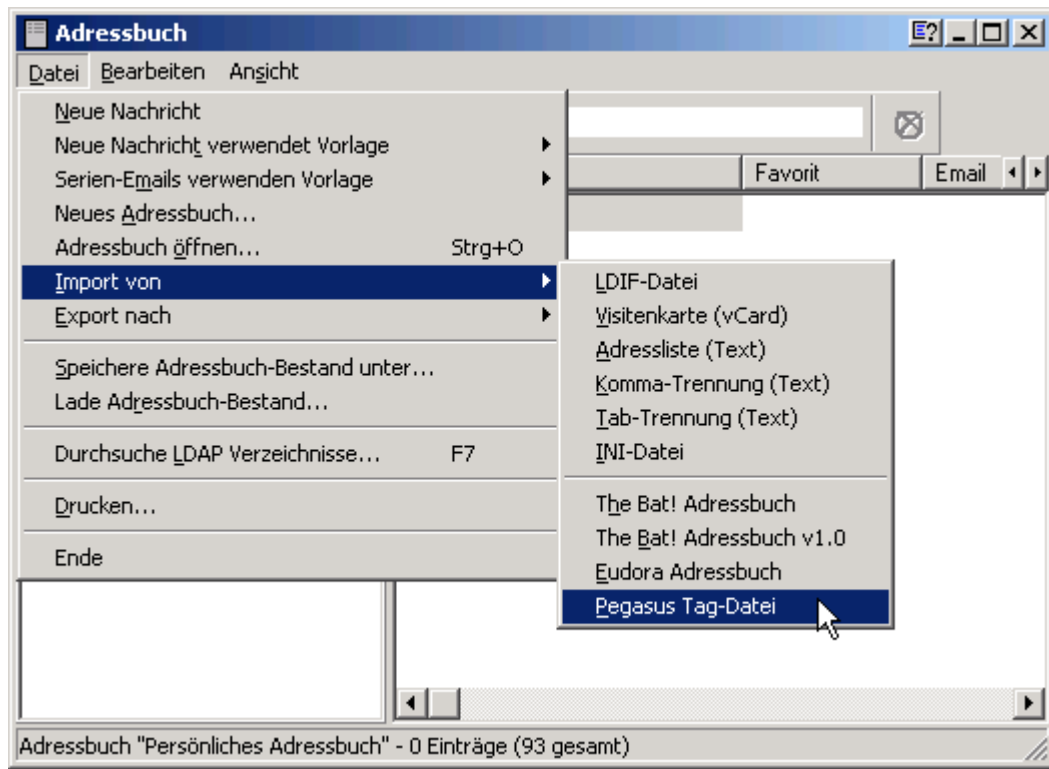 Adressbuch
Datei Bearbeiten Ansicht
Neue Nachricht
Neue Nachricht verwendet Vorlage
Serien-Emails verwenden Vorlage
Neues Adressbuch...
Adressbuch öffnen... Strg+O
Import von
Export nach
Speichere Adressbuch-Bestand unter...
Lade Adressbuch-Bestand...
Durchsuche LDAP Verzeichnisse... F7
Drucken...
Ende
Favorit Email
LDIF-Datei
Visitenkarte (vCard)
Adressliste (Text)
Komma-Trennung (Text)
Tab-Trennung (Text)
INI-Datei
The Bat! Adressbuch
The Bat! Adressbuch v1.0
Eudora Adressbuch
Pegasus Tag-Datei
Adressbuch "Persönliches Adressbuch" - 0 Einträge (93 gesamt)